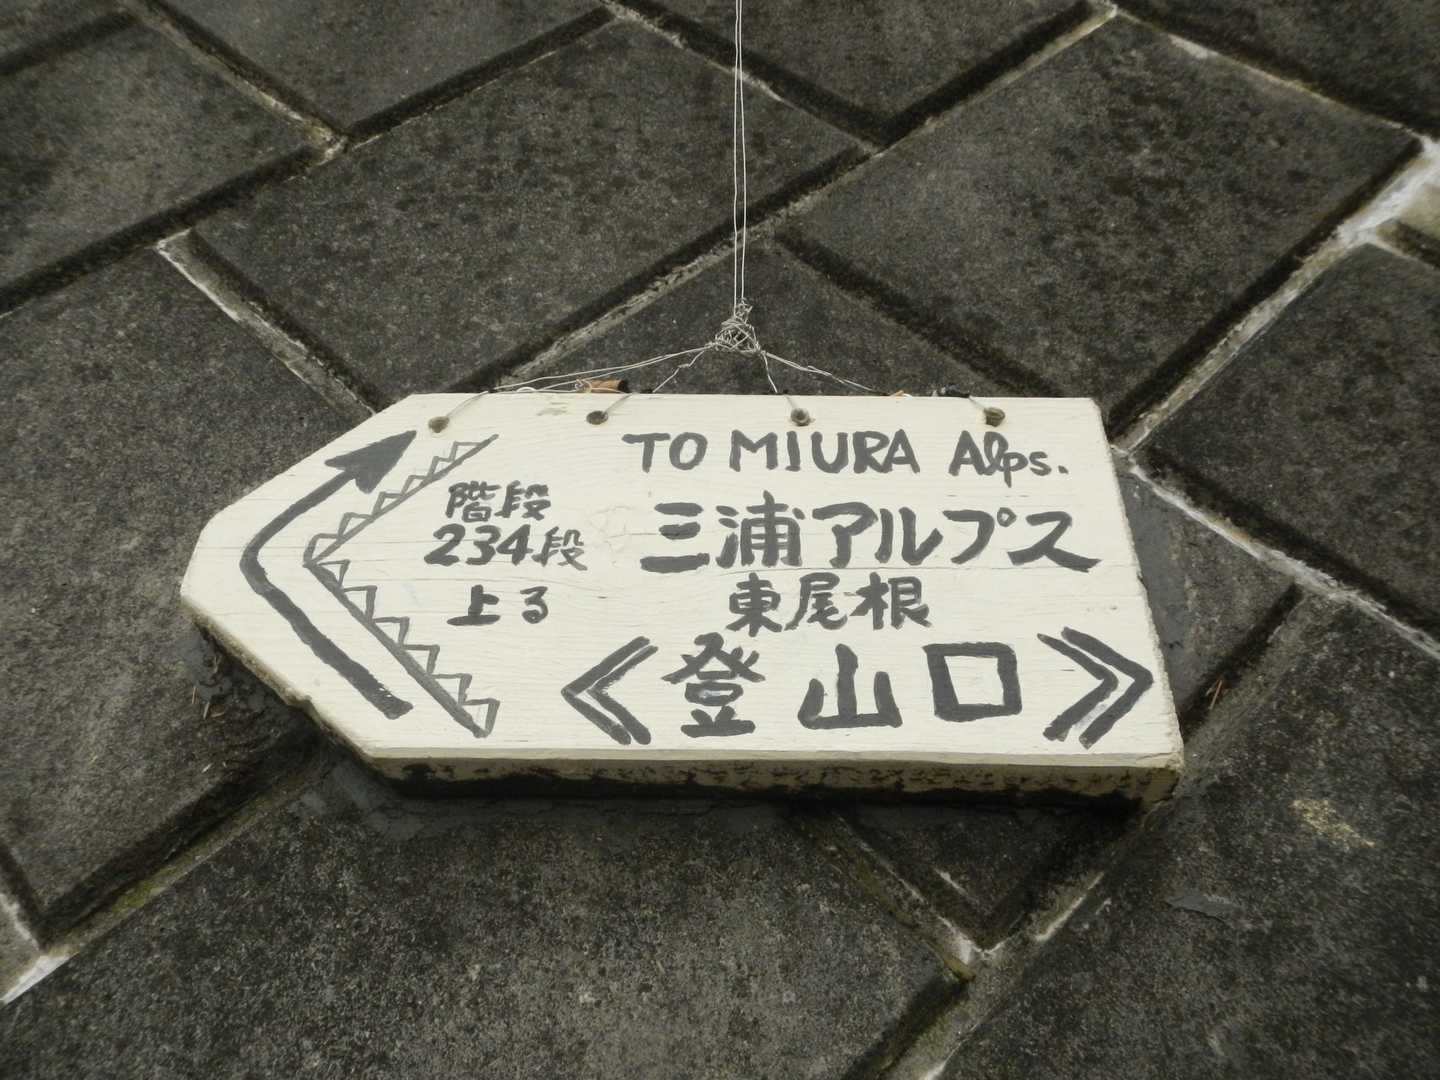 TO MIURA Alps.
三浦アルプス
東尾根
《登山口》
階段
234段
上る